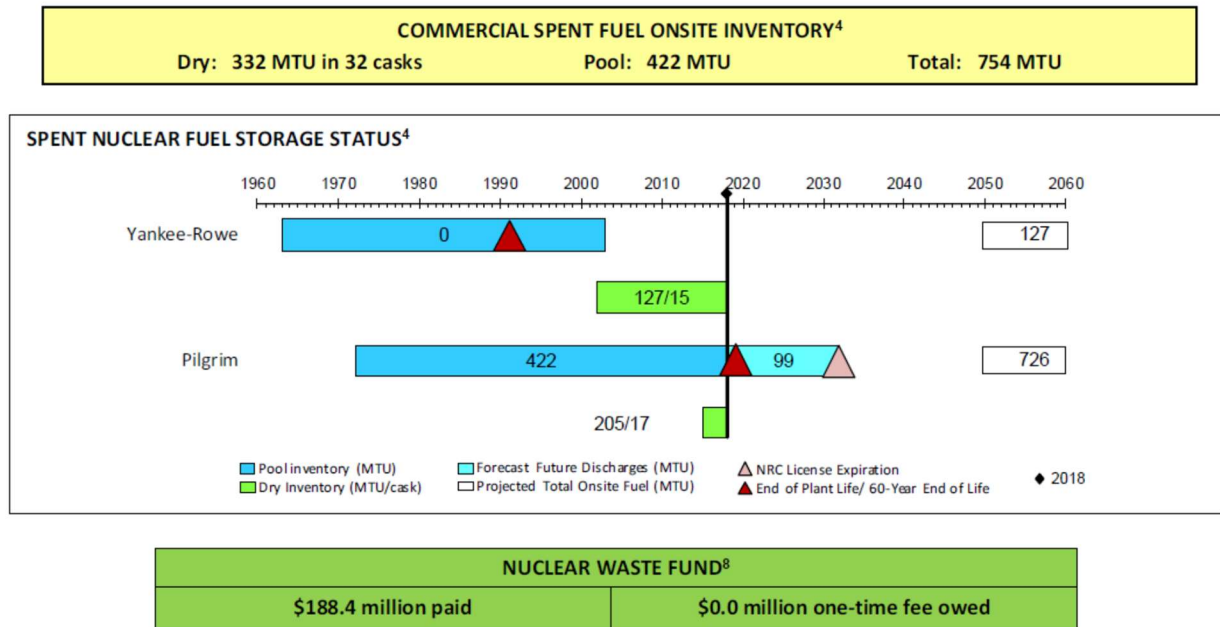 COMMERCIAL SPENT FUEL ONSITE INVENTORY⁴
Dry: 332 MTU in 32 casks Pool: 422 MTU Total: 754 MTU
SPENT NUCLEAR FUEL STORAGE STATUS⁴
1960 1970 1980 1990 2000 2010 2020 2030 2040 2050 2060
Yankee-Rowe 0 127
127/15
Pilgrim 422 99 726
205/17
Pool inventory (MTU) Forecast Future Discharges (MTU) NRC License Expiration
Dry Inventory (MTU/cask) Projected Total Onsite Fuel (MTU) End of Plant Life/ 60-Year End of Life 2018
NUCLEAR WASTE FUND⁸
$188.4 million paid $0.0 million one-time fee owed